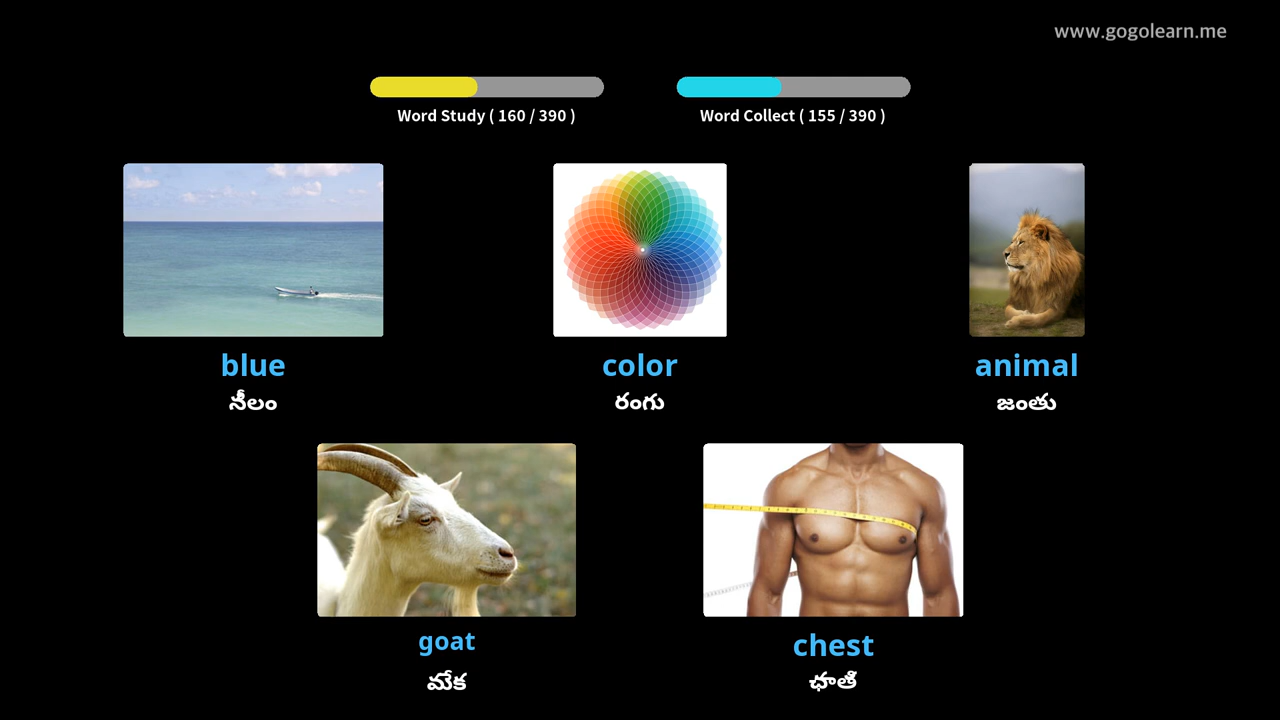 www.gogolearn.me
Word Study ( 160 / 390 )
Word Collect ( 155 / 390 )
blue
నీలం
color
రంగు
animal
జంతు
goat
మేక
chest
ఛాతీ